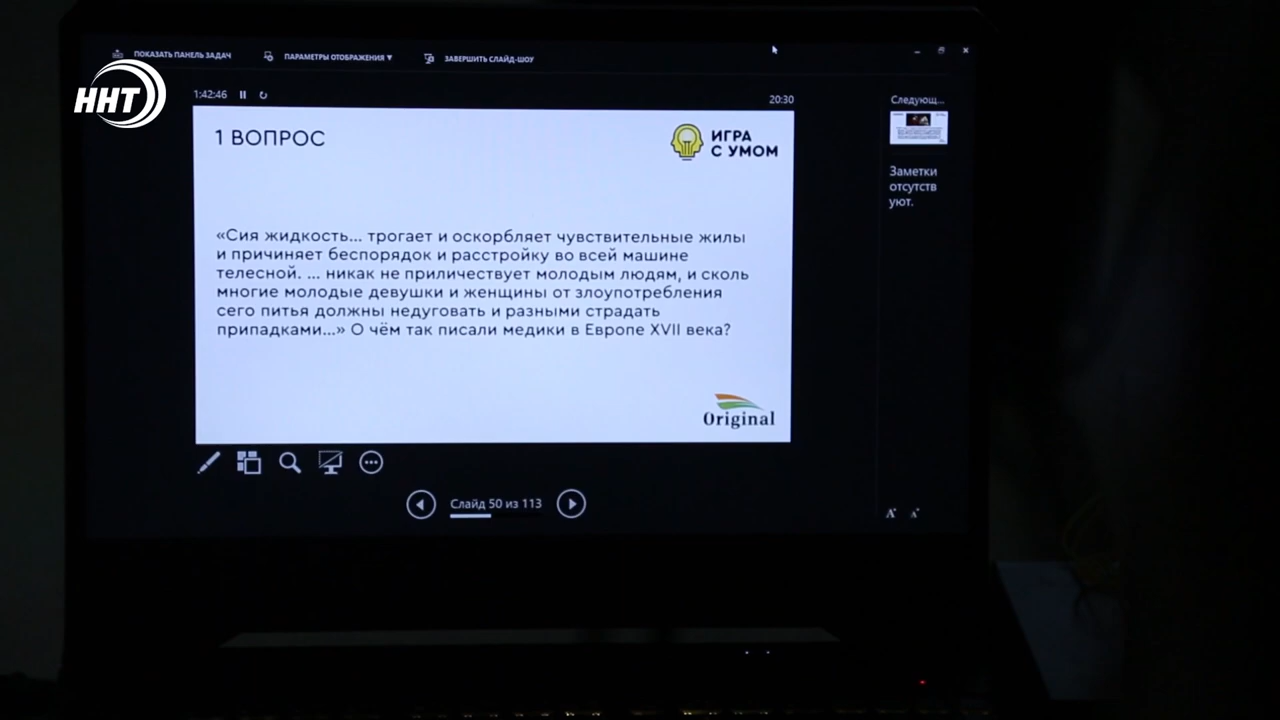 ПОКАЗАТЬ ПАНЕЛЬ ЗАДАЧ
ПАРАМЕТРЫ ОТОБРАЖЕНИЯ ▼
ЗАВЕРШИТЬ СЛАЙД-ШОУ
ННТ
1:42:46
20:30
Следующ...
1 ВОПРОС
ИГРА
С УМОМ
Заметки
отсутств
уют.
«Сия жидкость... трогает и оскорбляет чувствительные жилы
и причиняет беспорядок и расстройку во всей машине
телесной. ... никак не приличествует молодым людям, и сколь
многие молодые девушки и женщины от злоупотребления
сего питья должны недуговать и разными страдать
припадками...» О чём так писали медики в Европе XVII века?
Original
Слайд 50 из 113
A A